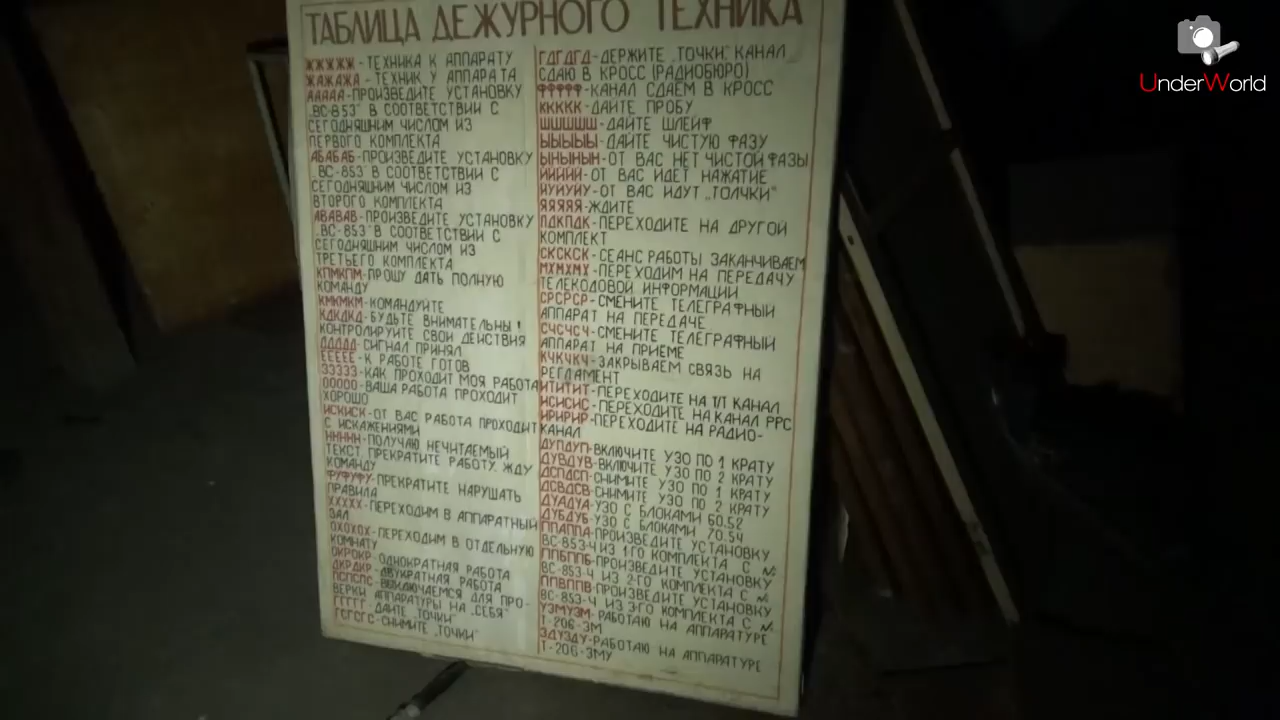 ТАБЛИЦА ДЕЖУРНОГО ТЕХНИКА
ЖЖЖЖЖ - ТЕХНИКА К АППАРАТУ
ЖАЖАЖА - ТЕХНИК У АППАРАТА
ААААА - ПРОИЗВЕДИТЕ УСТАНОВКУ
„ВС-853" В СООТВЕТСТВИИ С
СЕГОДНЯШНИМ ЧИСЛОМ ИЗ
ПЕРВОГО КОМПЛЕКТА
АБАБАБ - ПРОИЗВЕДИТЕ УСТАНОВКУ
„ВС-853" В СООТВЕТСТВИИ С
СЕГОДНЯШНИМ ЧИСЛОМ ИЗ
ВТОРОГО КОМПЛЕКТА
АВАВАВ - ПРОИЗВЕДИТЕ УСТАНОВКУ
„ВС-853" В СООТВЕТСТВИИ С
СЕГОДНЯШНИМ ЧИСЛОМ ИЗ
ТРЕТЬЕГО КОМПЛЕКТА
КПМКПМ - ПРОШУ ДАТЬ ПОЛНУЮ
КОМАНДУ
КМКМКМ - КОМАНДУЙТЕ
КДКДКД - БУДЬТЕ ВНИМАТЕЛЬНЫ!
КОНТРОЛИРУЙТЕ СВОИ ДЕЙСТВИЯ
ДДДДД - СИГНАЛ ПРИНЯЛ
ЕЕЕЕЕ - К РАБОТЕ ГОТОВ
ЗЗЗЗЗ - КАК ПРОХОДИТ МОЯ РАБОТА
ООООО - ВАША РАБОТА ПРОХОДИТ
ХОРОШО
ИСКИСК - ОТ ВАС РАБОТА ПРОХОДИТ
С ИСКАЖЕНИЯМИ
ННННН - ПОЛУЧАЮ НЕЧИТАЕМЫЙ
ТЕКСТ, ПРЕКРАТИТЕ РАБОТУ, ЖДУ
КОМАНДУ
ФУФУФУ - ПРЕКРАТИТЕ НАРУШАТЬ
ПРАВИЛА
ХХХХХ - ПЕРЕХОДИМ В АППАРАТНЫЙ
ЗАЛ
ОХОХОХ - ПЕРЕХОДИМ В ОТДЕЛЬНУЮ
КОМНАТУ
ОКРОКР - ОДНОКРАТНАЯ РАБОТА
ДКРДКР - ДВУКРАТНАЯ РАБОТА
ПСПСПС - ВЫКЛЮЧАЕМСЯ ДЛЯ ПРО-
ВЕРКИ АППАРАТУРЫ НА „СЕБЯ"
ГГГГГ - ДАЙТЕ „ТОЧКИ"
ГСГСГС - СНИМИТЕ „ТОЧКИ"
ГДГДГД - ДЕРЖИТЕ „ТОЧКИ", КАНАЛ
СДАЮ В КРОСС (РАДИОБЮРО)
ФФФФФ - КАНАЛ СДАЕМ В КРОСС
ККККК - ДАЙТЕ ПРОБУ
ШШШШШ - ДАЙТЕ ШЛЕЙФ
ЫЫЫЫЫ - ДАЙТЕ ЧИСТУЮ ФАЗУ
ЫНЫНЫН - ОТ ВАС НЕТ ЧИСТОЙ ФАЗЫ
ЙЙЙЙЙ - ОТ ВАС ИДЕТ НАЖАТИЕ
ЙУЙУЙУ - ОТ ВАС ИДУТ „ТОЛЧКИ"
ЯЯЯЯЯ - ЖДИТЕ
ПДКПДК - ПЕРЕХОДИТЕ НА ДРУГОЙ
КОМПЛЕКТ
СКСКСК - СЕАНС РАБОТЫ ЗАКАНЧИВАЕМ
МХМХМХ - ПЕРЕХОДИМ НА ПЕРЕДАЧУ
ТЕЛЕКОДОВОЙ ИНФОРМАЦИИ
СРСРСР - СМЕНИТЕ ТЕЛЕГРАФНЫЙ
АППАРАТ НА ПЕРЕДАЧЕ
СЧСЧСЧ - СМЕНИТЕ ТЕЛЕГРАФНЫЙ
АППАРАТ НА ПРИЕМЕ
КЧКЧКЧ - ЗАКРЫВАЕМ СВЯЗЬ НА
РЕГЛАМЕНТ
ИТИТИТ - ПЕРЕХОДИТЕ НА Т/Т КАНАЛ
ИСИСИС - ПЕРЕХОДИТЕ НА КАНАЛ РРС
ИРИРИР - ПЕРЕХОДИТЕ НА РАДИО-
КАНАЛ
ДУПДУП - ВКЛЮЧИТЕ УЗО ПО 1 КРАТУ
ДУВДУВ - ВКЛЮЧИТЕ УЗО ПО 2 КРАТУ
ДСПДСП - СНИМИТЕ УЗО ПО 1 КРАТУ
ДСВДСВ - СНИМИТЕ УЗО ПО 2 КРАТУ
ДУАДУА - УЗО С БЛОКАМИ 60.52
ДУБДУБ - УЗО С БЛОКАМИ 70.54
ППАППА - ПРОИЗВЕДИТЕ УСТАНОВКУ
ВС-853-Ч ИЗ 1-ГО КОМПЛЕКТА С №
ППБППБ - ПРОИЗВЕДИТЕ УСТАНОВКУ
ВС-853-Ч ИЗ 2-ГО КОМПЛЕКТА С №
ППВППВ - ПРОИЗВЕДИТЕ УСТАНОВКУ
ВС-853-Ч ИЗ 3-ГО КОМПЛЕКТА С №
УЗМУЗМ - РАБОТАЮ НА АППАРАТУРЕ
Т-206-3М
ЗДУЗДУ - РАБОТАЮ НА АППАРАТУРЕ
Т-206-3МУ
UnderWorld